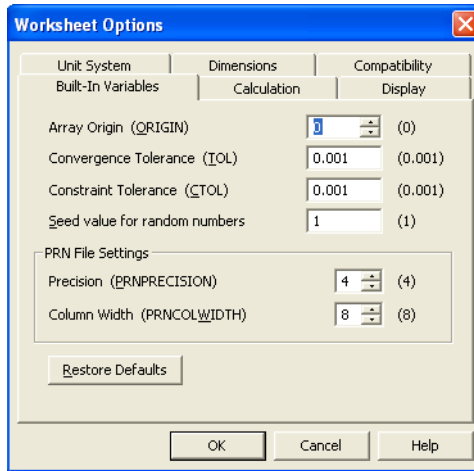 Worksheet Options
Unit System Dimensions Compatibility
Built-In Variables Calculation Display
Array Origin (ORIGIN) 0 (0)
Convergence Tolerance (TOL) 0.001 (0.001)
Constraint Tolerance (CTOL) 0.001 (0.001)
Seed value for random numbers 1 (1)
PRN File Settings
Precision (PRNPRECISION) 4 (4)
Column Width (PRNCOLWIDTH) 8 (8)
Restore Defaults
OK Cancel Help